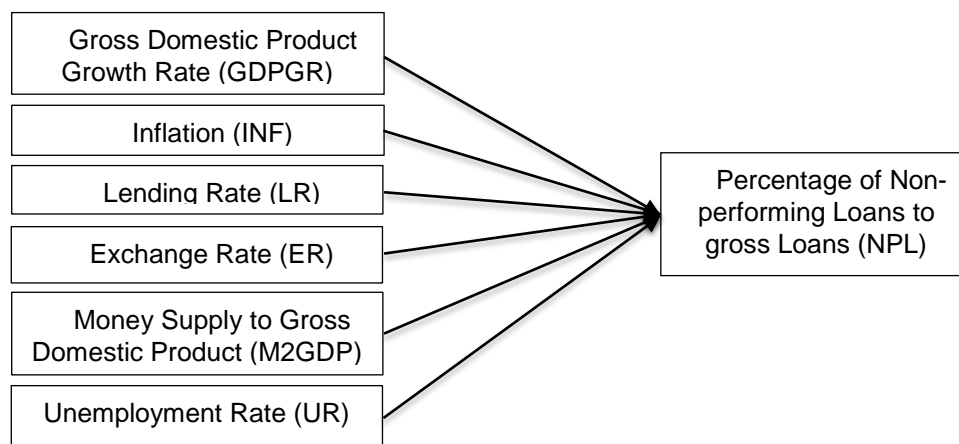 Gross Domestic Product
Growth Rate (GDPGR)
Inflation (INF)
Lending Rate (LR)
Exchange Rate (ER)
Money Supply to Gross
Domestic Product (M2GDP)
Unemployment Rate (UR)
Percentage of Non-
performing Loans to
gross Loans (NPL)